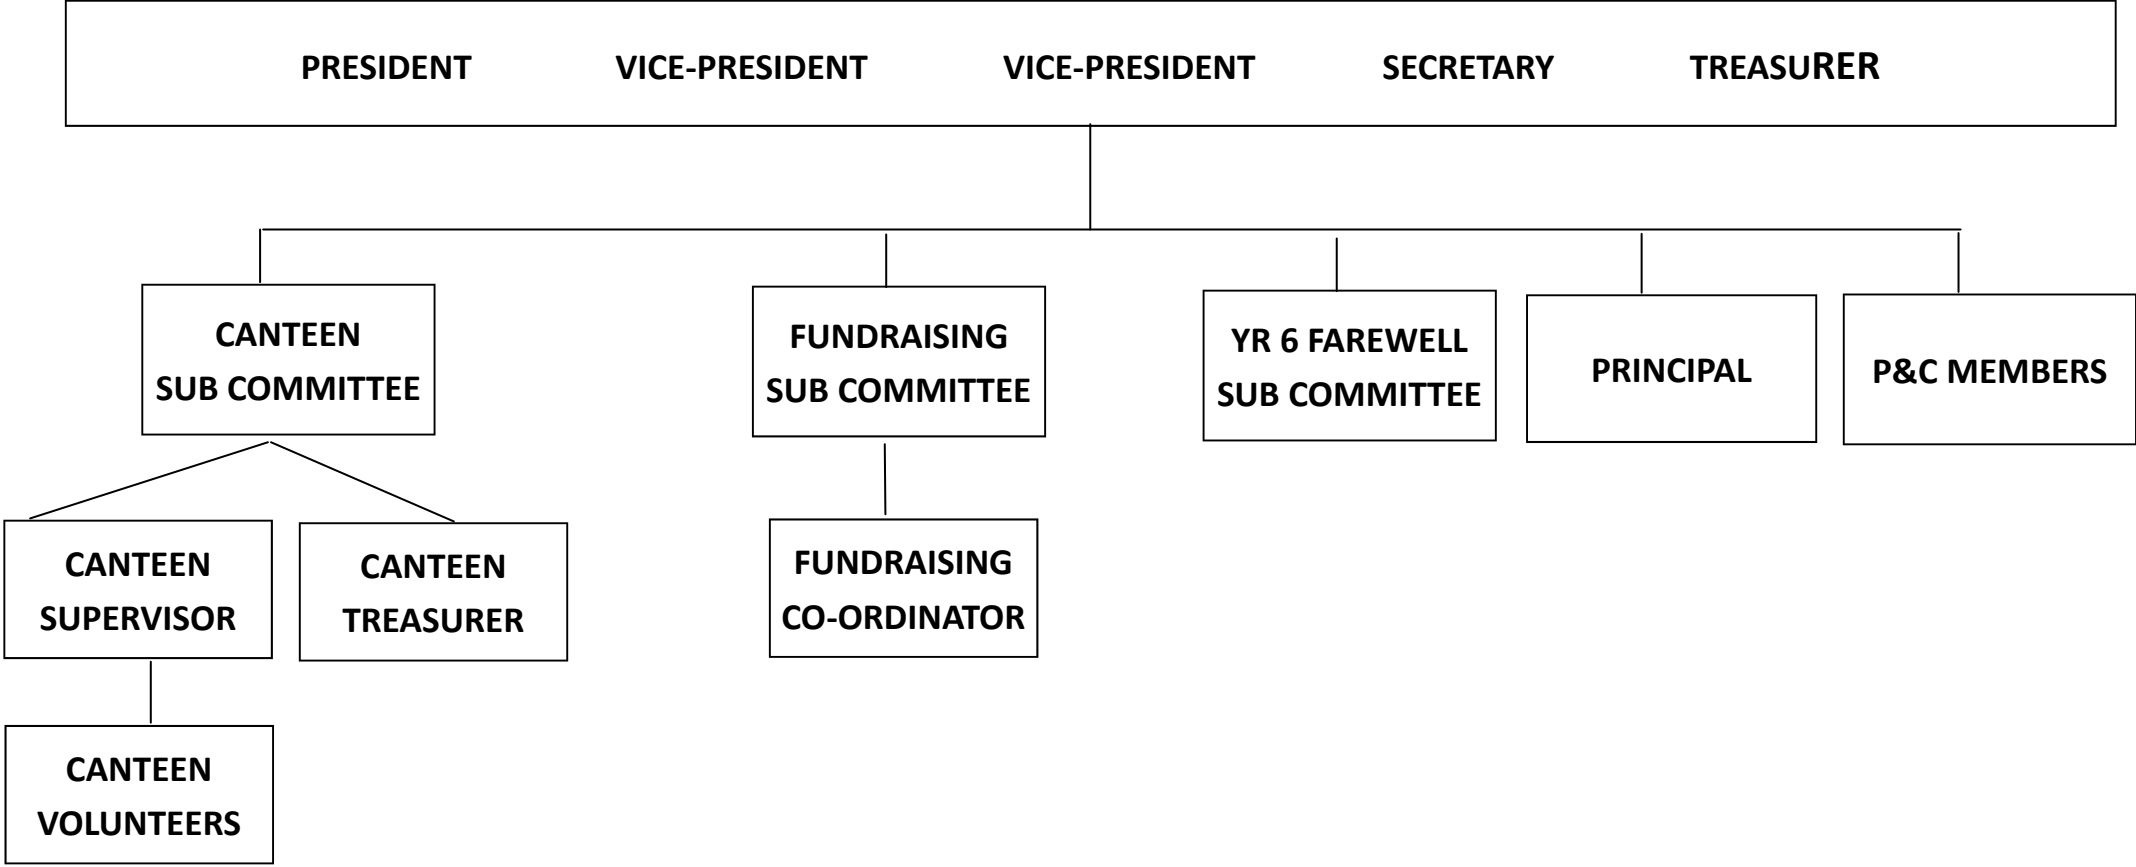 PRESIDENT VICE-PRESIDENT VICE-PRESIDENT SECRETARY TREASURER
CANTEEN
SUB COMMITTEE
FUNDRAISING
SUB COMMITTEE
YR 6 FAREWELL
SUB COMMITTEE
PRINCIPAL
P&C MEMBERS
CANTEEN
SUPERVISOR
CANTEEN
TREASURER
FUNDRAISING
CO-ORDINATOR
CANTEEN
VOLUNTEERS